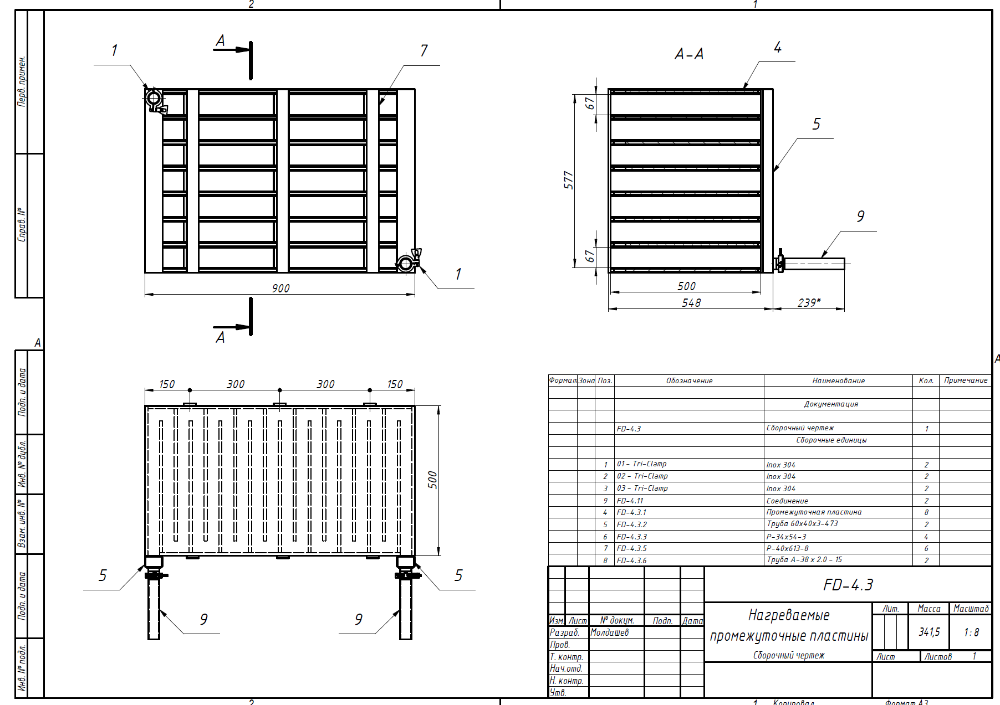 2
1
Перв. примен.
Справ. №
А
Подп. и дата
Инв. № дубл.
Взам. инв. №
Подп. и дата
Инв. № подл.
А
1
7
1
900
А
А-А
4
67
5
577
9
67
500
548
239*
А
150
300
300
150
500
5
5
9
9
Формат Зона Поз. Обозначение Наименование Кол. Примечание
Документация
FD-4.3 Сборочный чертеж 1
Сборочные единицы
1 01 - Tri-Clamp Inox 304 2
2 02 - Tri-Clamp Inox 304 2
3 03 - Tri-Clamp Inox 304 2
9 FD-4.11 Соединение 2
4 FD-4.3.1 Промежуточная пластина 8
5 FD-4.3.2 Труба 60х40х3-473 2
6 FD-4.3.3 Р-34х54-3 4
7 FD-4.3.5 Р-40х613-8 6
8 FD-4.3.6 Труба А-38 х 2.0 - 15 2
FD-4.3
Нагреваемые
промежуточные пластины
Сборочный чертеж
Лит. Масса Масштаб
341,5 1:8
Лист Листов 1
Изм. Лист № докум. Подп. Дата
Разраб. Молдашев
Пров.
Т. контр.
Нач.отд.
Н. контр.
Утв.
2
1
Копировал
Формат А3
А